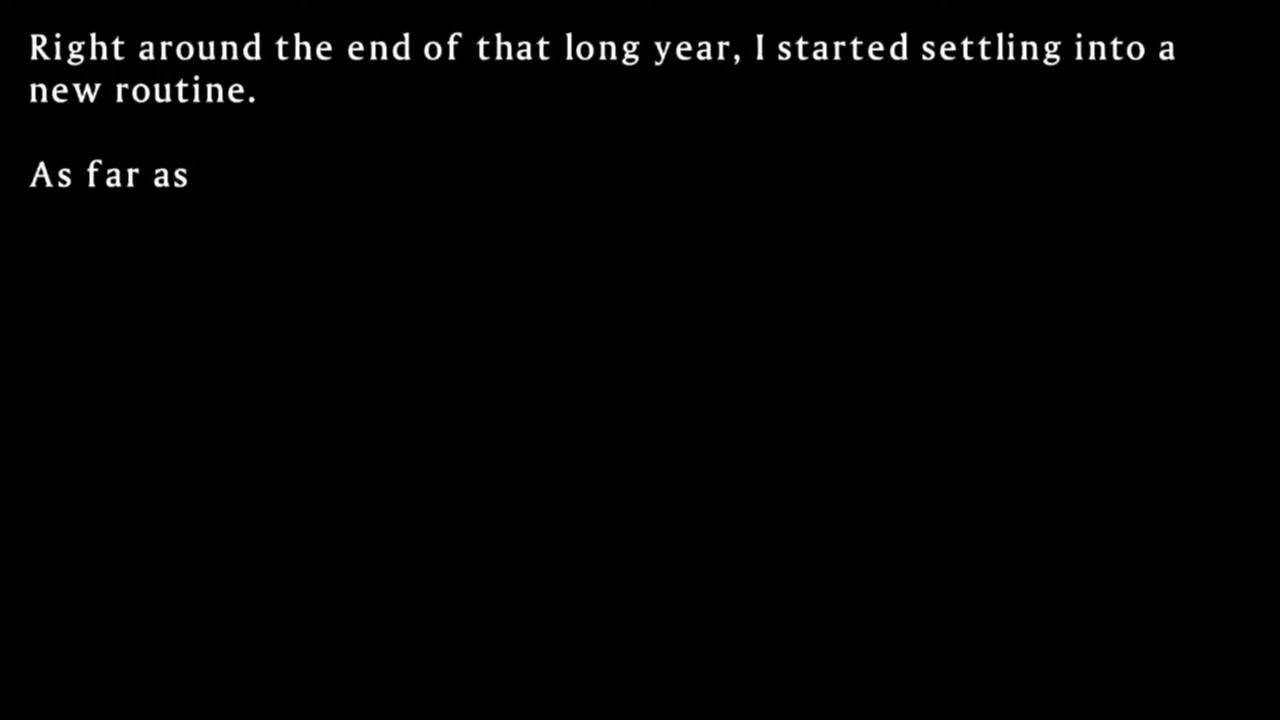 Right around the end of that long year, I started settling into a
new routine.
As far as